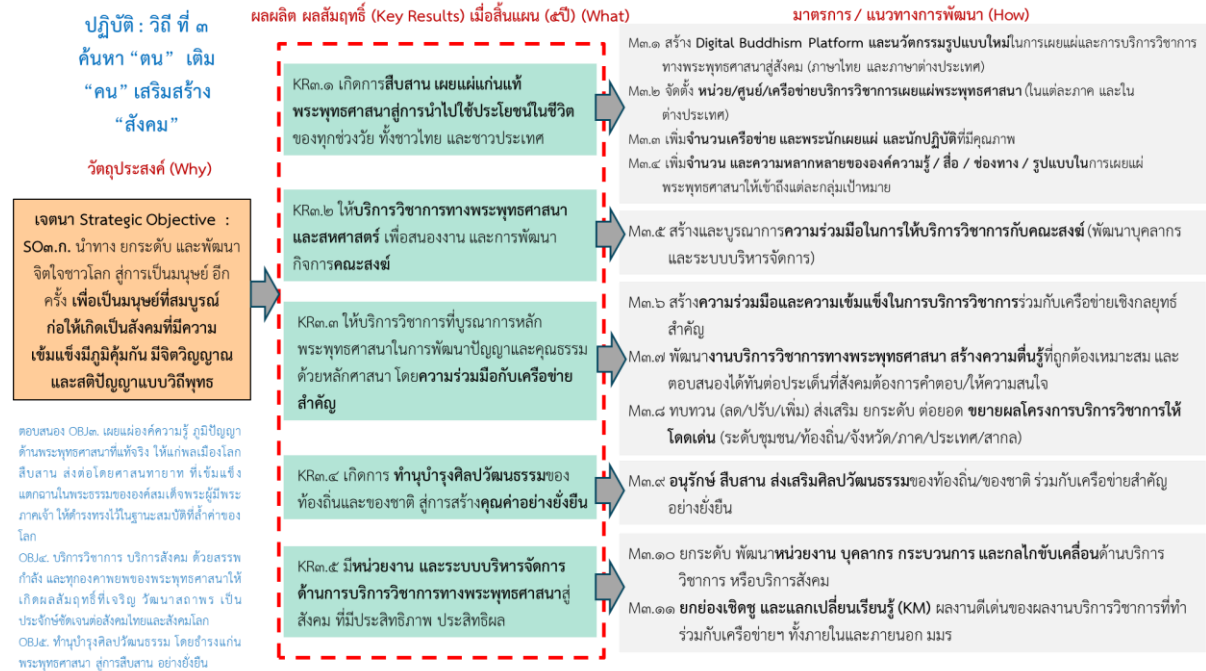 ปฏิบัติ : วิถี ที่ ๓
ค้นหา “ตน” เติม
“คน” เสริมสร้าง
“สังคม”
วัตถุประสงค์ (Why)
เจตนา Strategic Objective :
SO๓.ก. นำทาง ยกระดับ และพัฒนา
จิตใจชาวโลก สู่การเป็นมนุษย์ อีก
ครั้ง เพื่อเป็นมนุษย์ที่สมบูรณ์
ก่อให้เกิดเป็นสังคมที่มีความ
เข้มแข็งมีภูมิคุ้มกัน มีจิตวิญญาณ
และสติปัญญาแบบวิถีพุทธ
ตอบสนอง OBJ๓. เผยแผ่องค์ความรู้ ภูมิปัญญา
ด้านพระพุทธศาสนาที่แท้จริง ให้แก่พลเมืองโลก
สืบสาน ส่งต่อโดยศาสนทายาท ที่เข้มแข็ง
แตกฉานในพระธรรมขององค์สมเด็จพระผู้มีพระ
ภาคเจ้า ให้ดำรงทรงไว้ในฐานะสมบัติที่ล้ำค่าของ
โลก
OBJ๔. บริการวิชาการ บริการสังคม ด้วยสรรพ
กำลัง และทุกองคาพยพของพระพุทธศาสนาให้
เกิดผลสัมฤทธิ์ที่เจริญ วัฒนาสถาพร เป็น
ประจักษ์ชัดเจนต่อสังคมไทยและสังคมโลก
OBJ๕. ทำนุบำรุงศิลปวัฒนธรรม โดยธำรงแก่น
พระพุทธศาสนา สู่การสืบสาน อย่างยั่งยืน
ผลผลิต ผลสัมฤทธิ์ (Key Results) เมื่อสิ้นแผน (๕ปี) (What)
KR๓.๑ เกิดการสืบสาน เผยแผ่แก่นแท้
พระพุทธศาสนาสู่การนำไปใช้ประโยชน์ในชีวิต
ของทุกช่วงวัย ทั้งชาวไทย และชาวประเทศ
KR๓.๒ ให้บริการวิชาการทางพระพุทธศาสนา
และสหศาสตร์ เพื่อสนองงาน และการพัฒนา
กิจการคณะสงฆ์
KR๓.๓ ให้บริการวิชาการที่บูรณาการหลัก
พระพุทธศาสนาในการพัฒนาปัญญาและคุณธรรม
ด้วยหลักศาสนา โดยความร่วมมือกับเครือข่าย
สำคัญ
KR๓.๔ เกิดการ ทำนุบำรุงศิลปวัฒนธรรมของ
ท้องถิ่นและของชาติ สู่การสร้างคุณค่าอย่างยั่งยืน
KR๓.๕ มีหน่วยงาน และระบบบริหารจัดการ
ด้านการบริการวิชาการทางพระพุทธศาสนาสู่
สังคม ที่มีประสิทธิภาพ ประสิทธิผล
มาตรการ / แนวทางการพัฒนา (How)
M๓.๑ สร้าง Digital Buddhism Platform และนวัตกรรมรูปแบบใหม่ในการเผยแผ่และการบริการวิชาการ
ทางพระพุทธศาสนาสู่สังคม (ภาษาไทย และภาษาต่างประเทศ)
M๓.๒ จัดตั้ง หน่วย/ศูนย์/เครือข่ายบริการวิชาการเผยแผ่พระพุทธศาสนา (ในแต่ละภาค และใน
ต่างประเทศ)
M๓.๓ เพิ่มจำนวนเครือข่าย และพระนักเผยแผ่ และนักปฏิบัติที่มีคุณภาพ
M๓.๔ เพิ่มจำนวน และความหลากหลายขององค์ความรู้ / สื่อ / ช่องทาง / รูปแบบในการเผยแผ่
พระพุทธศาสนาให้เข้าถึงแต่ละกลุ่มเป้าหมาย
M๓.๕ สร้างและบูรณาการความร่วมมือในการให้บริการวิชาการกับคณะสงฆ์ (พัฒนาบุคลากร
และระบบบริหารจัดการ)
M๓.๖ สร้างความร่วมมือและความเข้มแข็งในการบริการวิชาการร่วมกับเครือข่ายเชิงกลยุทธ์
สำคัญ
M๓.๗ พัฒนางานบริการวิชาการทางพระพุทธศาสนา สร้างความตื่นรู้ที่ถูกต้องเหมาะสม และ
ตอบสนองได้ทันต่อประเด็นที่สังคมต้องการคำตอบ/ให้ความสนใจ
M๓.๘ ทบทวน (ลด/ปรับ/เพิ่ม) ส่งเสริม ยกระดับ ต่อยอด ขยายผลโครงการบริการวิชาการให้
โดดเด่น (ระดับชุมชน/ท้องถิ่น/จังหวัด/ภาค/ประเทศ/สากล)
M๓.๙ อนุรักษ์ สืบสาน ส่งเสริมศิลปวัฒนธรรมของท้องถิ่น/ของชาติ ร่วมกับเครือข่ายสำคัญ
อย่างยั่งยืน
M๓.๑๐ ยกระดับ พัฒนาหน่วยงาน บุคลากร กระบวนการ และกลไกขับเคลื่อนด้านบริการ
วิชาการ หรือบริการสังคม
M๓.๑๑ ยกย่องเชิดชู และแลกเปลี่ยนเรียนรู้ (KM) ผลงานดีเด่นของผลงานบริการวิชาการที่ทำ
ร่วมกับเครือข่ายฯ ทั้งภายในและภายนอก มมร